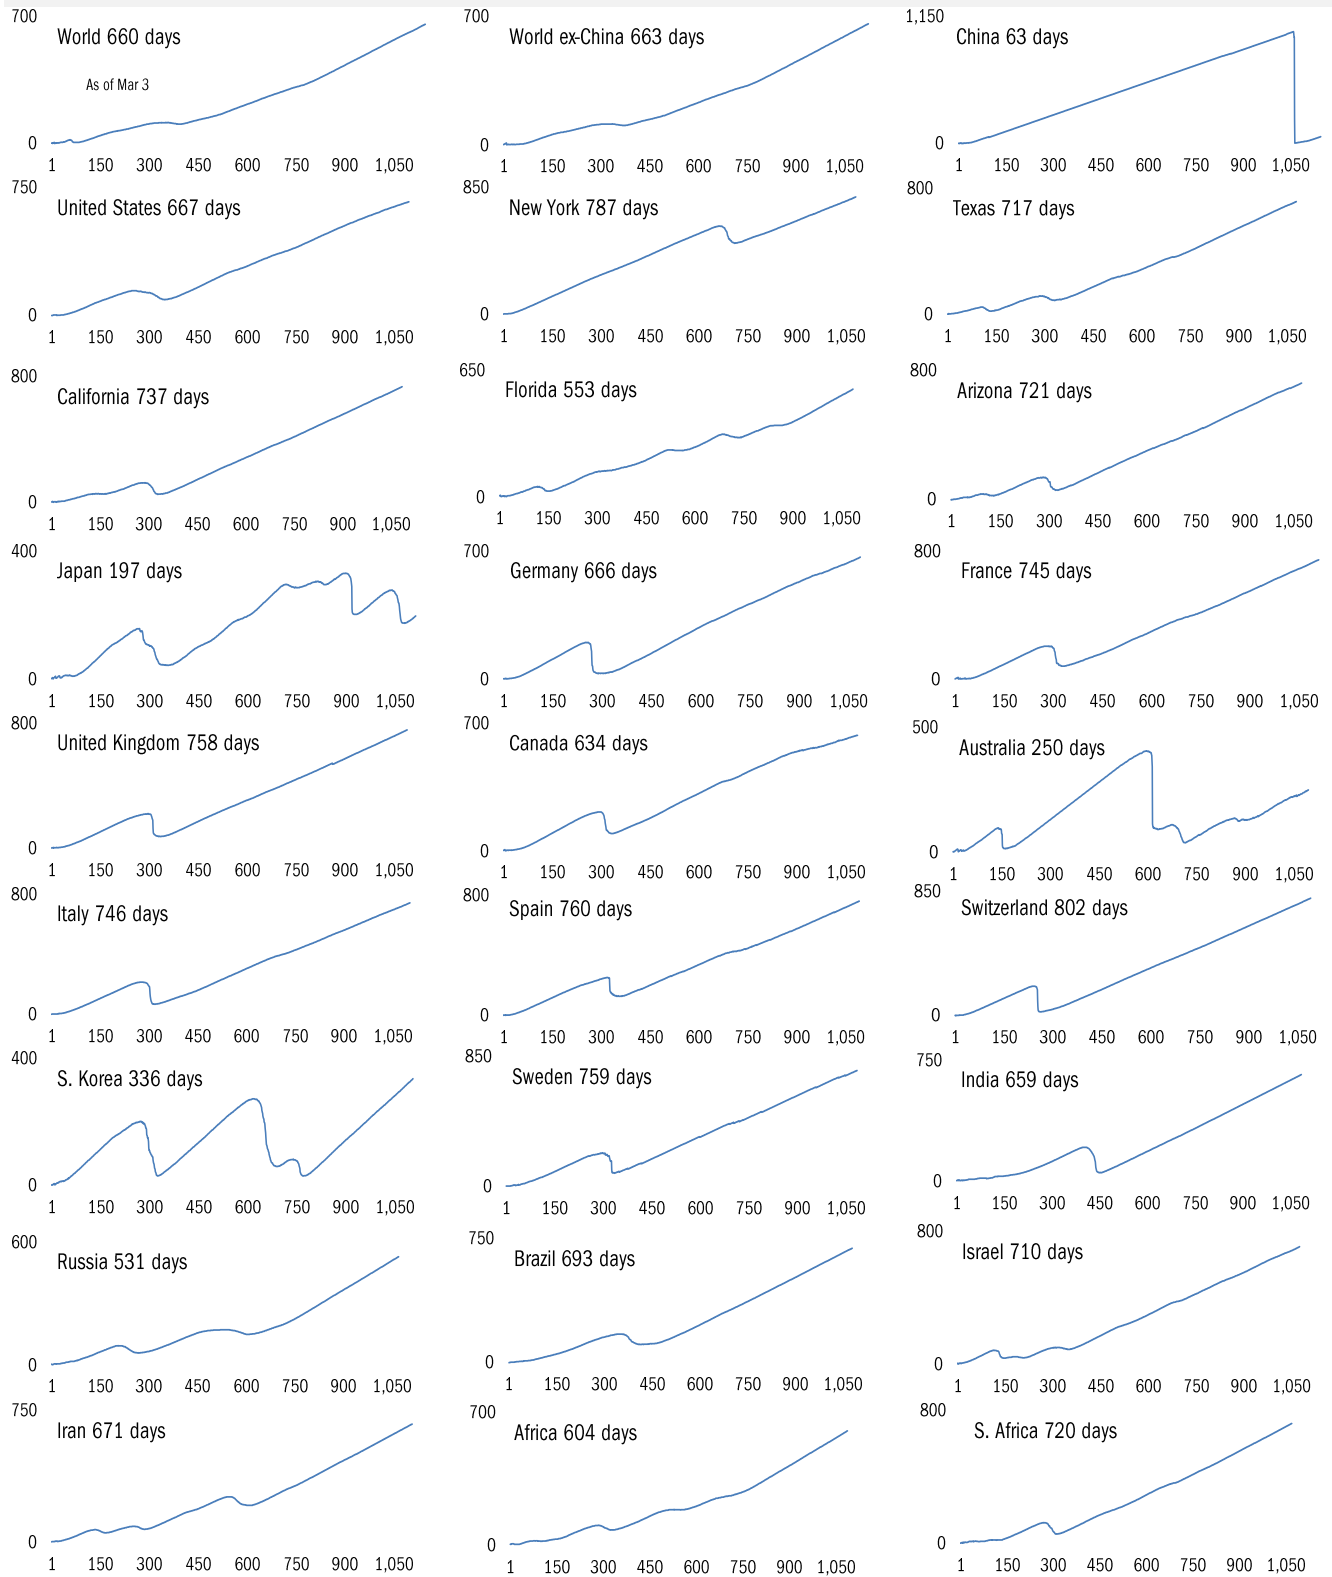 700
World 660 days
As of Mar 3
0
1 150 300 450 600 750 900 1,050
700
World ex-China 663 days
0
1 150 300 450 600 750 900 1,050
1,150
China 63 days
0
1 150 300 450 600 750 900 1,050
750
United States 667 days
0
1 150 300 450 600 750 900 1,050
850
New York 787 days
0
1 150 300 450 600 750 900 1,050
800
Texas 717 days
0
1 150 300 450 600 750 900 1,050
800
California 737 days
0
1 150 300 450 600 750 900 1,050
650
Florida 553 days
0
1 150 300 450 600 750 900 1,050
800
Arizona 721 days
0
1 150 300 450 600 750 900 1,050
400
Japan 197 days
0
1 150 300 450 600 750 900 1,050
700
Germany 666 days
0
1 150 300 450 600 750 900 1,050
800
France 745 days
0
1 150 300 450 600 750 900 1,050
800
United Kingdom 758 days
0
1 150 300 450 600 750 900 1,050
700
Canada 634 days
0
1 150 300 450 600 750 900 1,050
500
Australia 250 days
0
1 150 300 450 600 750 900 1,050
800
Italy 746 days
0
1 150 300 450 600 750 900 1,050
800
Spain 760 days
0
1 150 300 450 600 750 900 1,050
850
Switzerland 802 days
0
1 150 300 450 600 750 900 1,050
400
S. Korea 336 days
0
1 150 300 450 600 750 900 1,050
850
Sweden 759 days
0
1 150 300 450 600 750 900 1,050
750
India 659 days
0
1 150 300 450 600 750 900 1,050
600
Russia 531 days
0
1 150 300 450 600 750 900 1,050
750
Brazil 693 days
0
1 150 300 450 600 750 900 1,050
800
Israel 710 days
0
1 150 300 450 600 750 900 1,050
750
Iran 671 days
0
1 150 300 450 600 750 900 1,050
700
Africa 604 days
0
1 150 300 450 600 750 900 1,050
800
S. Africa 720 days
0
1 150 300 450 600 750 900 1,050